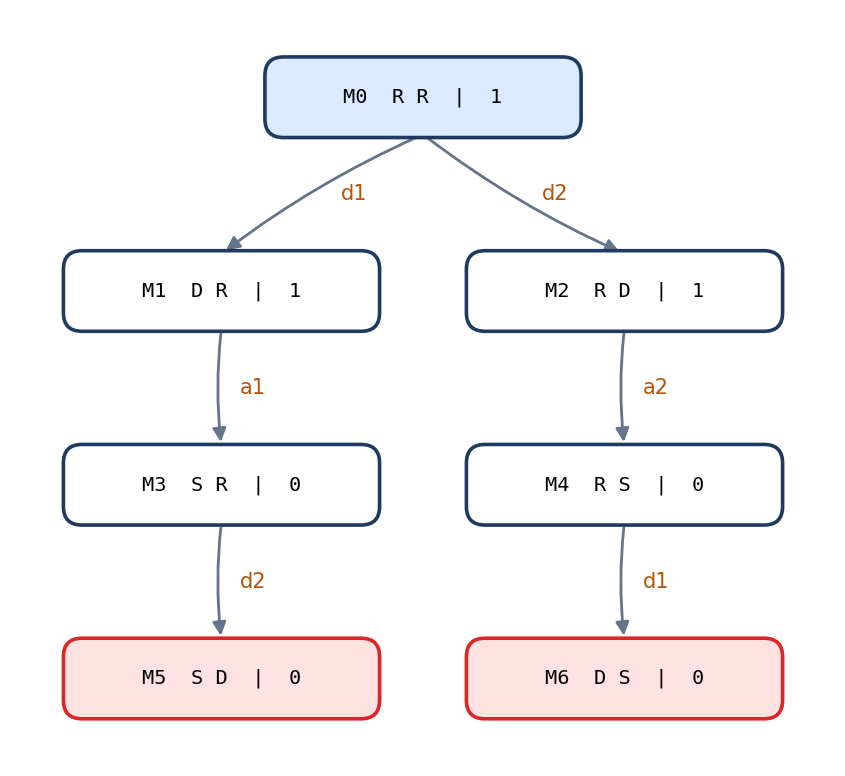 M0  R R  |  1
d1
d2
M1  D R  |  1
M2  R D  |  1
a1
a2
M3  S R  |  0
M4  R S  |  0
d2
d1
M5  S D  |  0
M6  D S  |  0